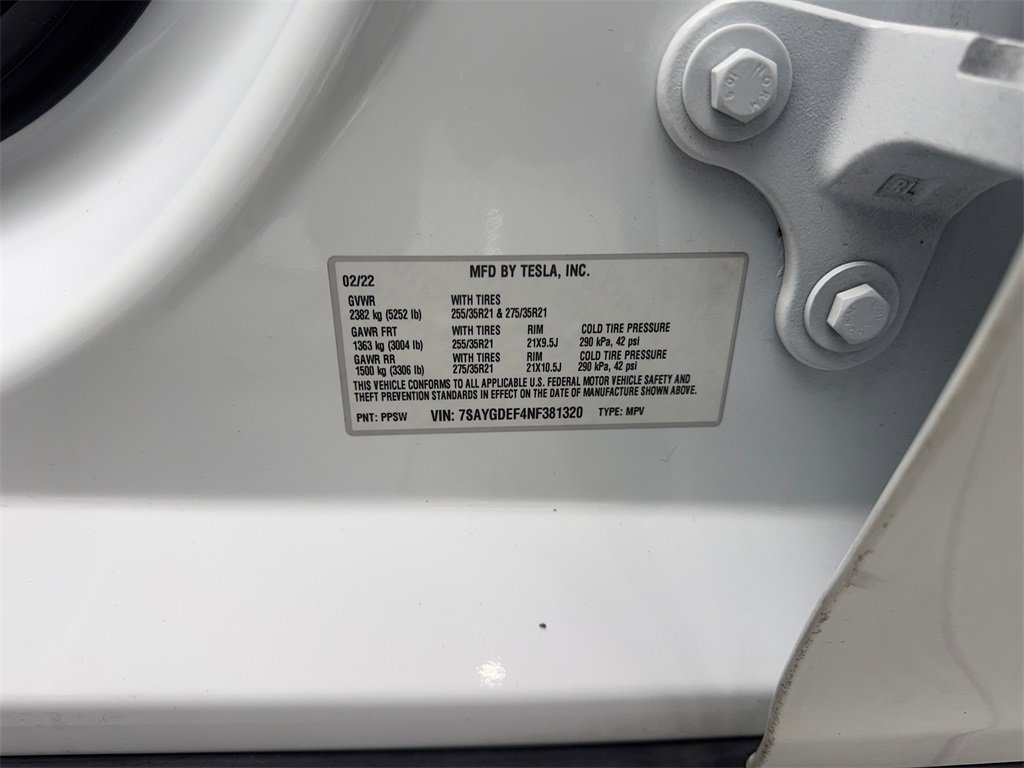 MFD BY TESLA, INC.
02/22
GVWR WITH TIRES
2382 kg (5252 lb) 255/35R21 & 275/35R21
GAWR FRT WITH TIRES RIM COLD TIRE PRESSURE
1363 kg (3004 lb) 255/35R21 21X9.5J 290 kPa, 42 psi
GAWR RR WITH TIRES RIM COLD TIRE PRESSURE
1500 kg (3306 lb) 275/35R21 21X10.5J 290 kPa, 42 psi
THIS VEHICLE CONFORMS TO ALL APPLICABLE U.S. FEDERAL MOTOR VEHICLE SAFETY AND
THEFT PREVENTION STANDARDS IN EFFECT ON THE DATE OF MANUFACTURE SHOWN ABOVE.
PNT: PPSW VIN: 7SAYGDEF4NF381320 TYPE: MPV
RL